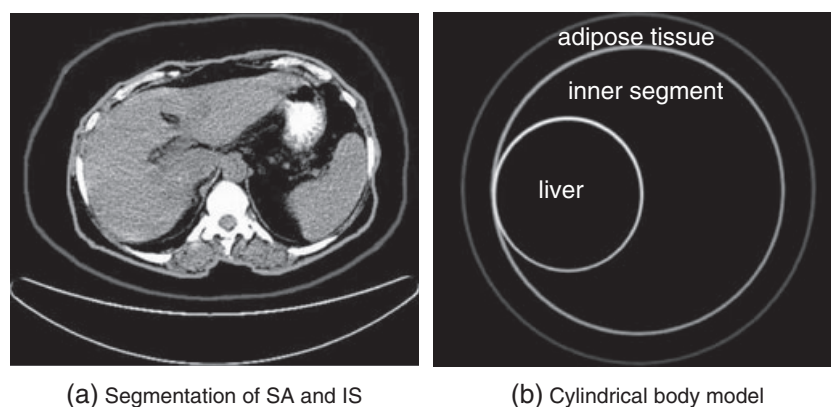 adipose tissue
inner segment
liver
(a) Segmentation of SA and IS
(b) Cylindrical body model